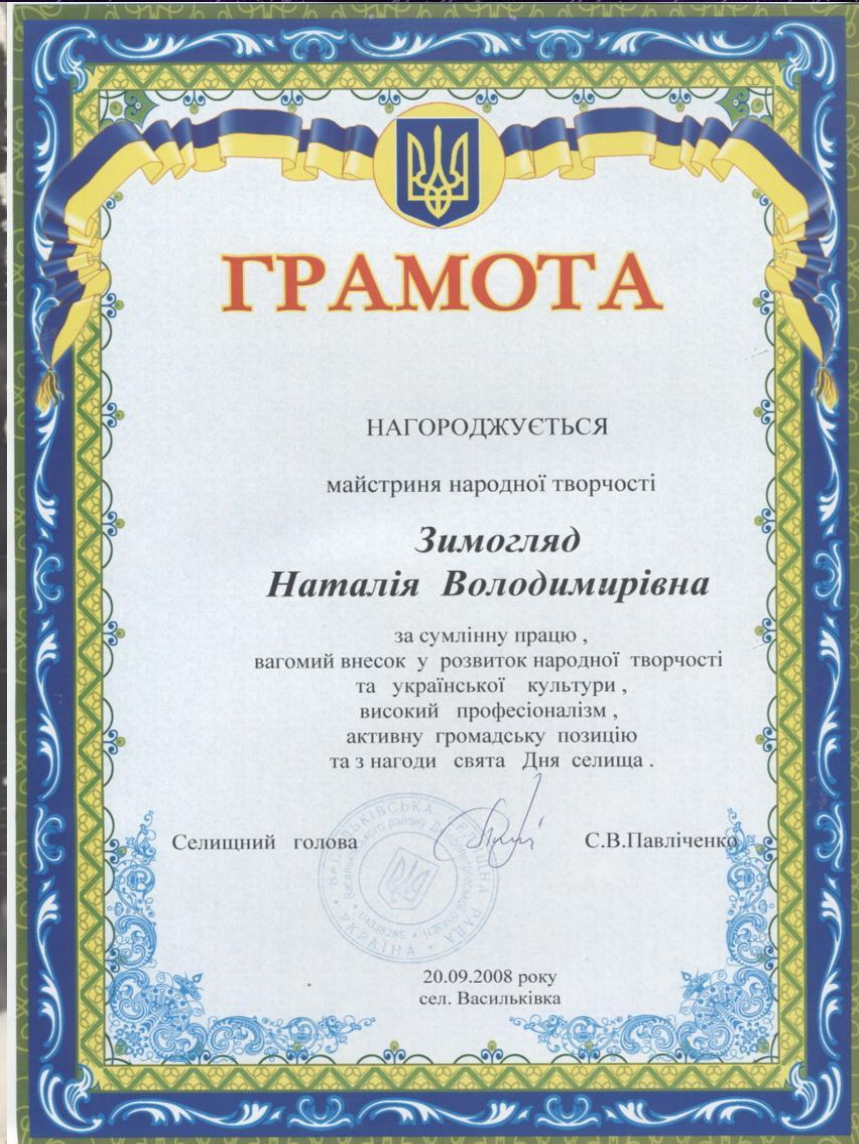 ГРАМОТА
НАГОРОДЖУЄТЬСЯ
майстриня народної творчості
Зимогляд
Наталія Володимирівна
за сумлінну працю ,
вагомий внесок у розвиток народної творчості
та української культури ,
високий професіоналізм ,
активну громадську позицію
та з нагоди свята Дня селища .
Селищний голова С.В.Павліченко
УКРАЇНА
РАДА
20.09.2008 року
сел. Васильківка